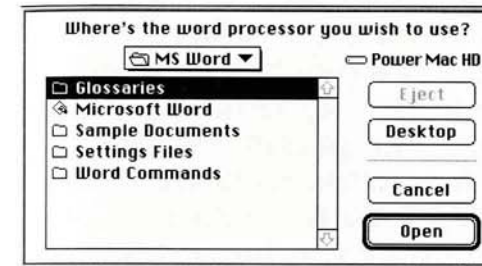 Where's the word processor you wish to use?
MS Word
Power Mac HD
Glossaries
Microsoft Word
Sample Documents
Settings Files
Word Commands
Eject
Desktop
Cancel
Open